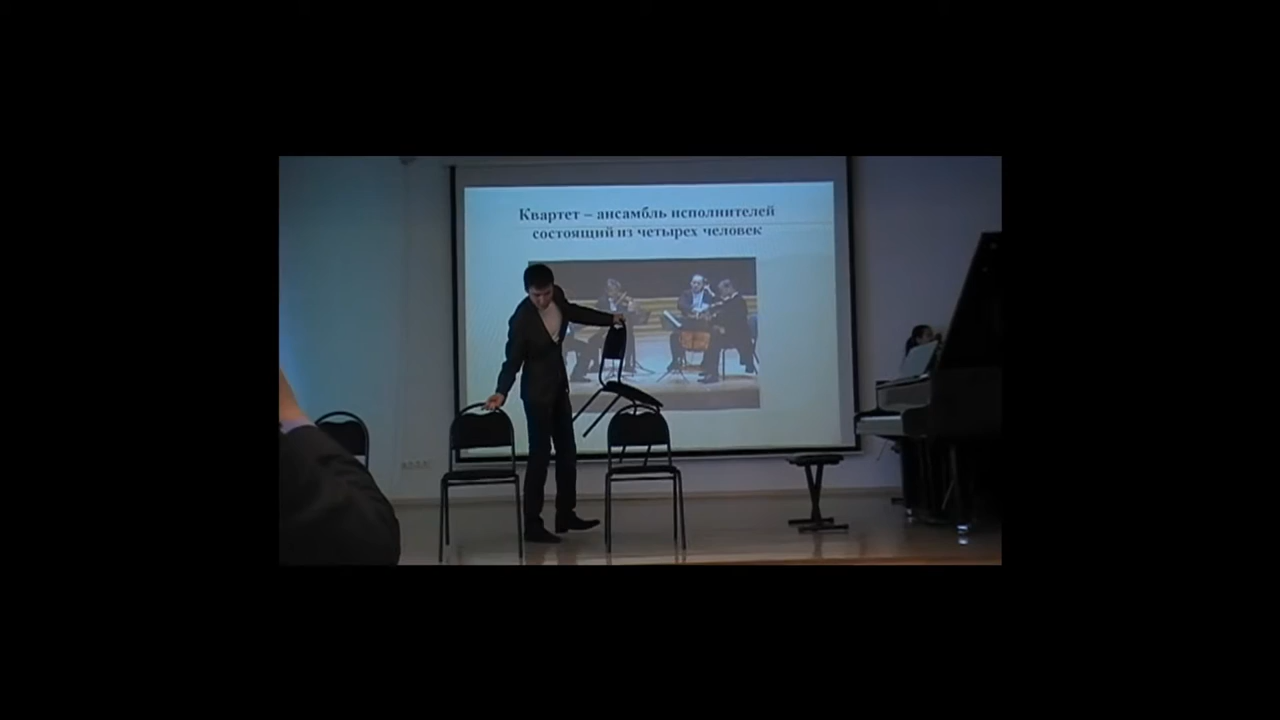 Квартет – ансамбль исполнителей
состоящий из четырех человек